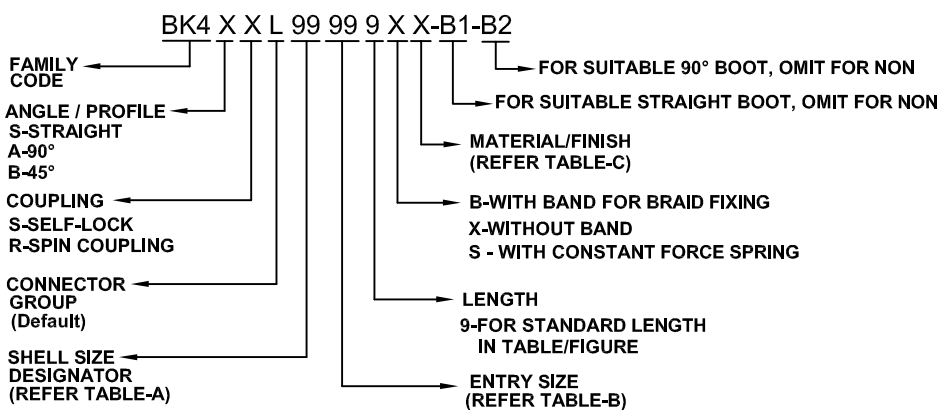 BK4 X X L 99 99 9 X X-B1-B2
FAMILY
CODE
ANGLE / PROFILE
S-STRAIGHT
A-90°
B-45°
COUPLING
S-SELF-LOCK
R-SPIN COUPLING
CONNECTOR
GROUP
(Default)
SHELL SIZE
DESIGNATOR
(REFER TABLE-A)
FOR SUITABLE 90° BOOT, OMIT FOR NON
FOR SUITABLE STRAIGHT BOOT, OMIT FOR NON
MATERIAL/FINISH
(REFER TABLE-C)
B-WITH BAND FOR BRAID FIXING
X-WITHOUT BAND
S - WITH CONSTANT FORCE SPRING
LENGTH
9-FOR STANDARD LENGTH
IN TABLE/FIGURE
ENTRY SIZE
(REFER TABLE-B)